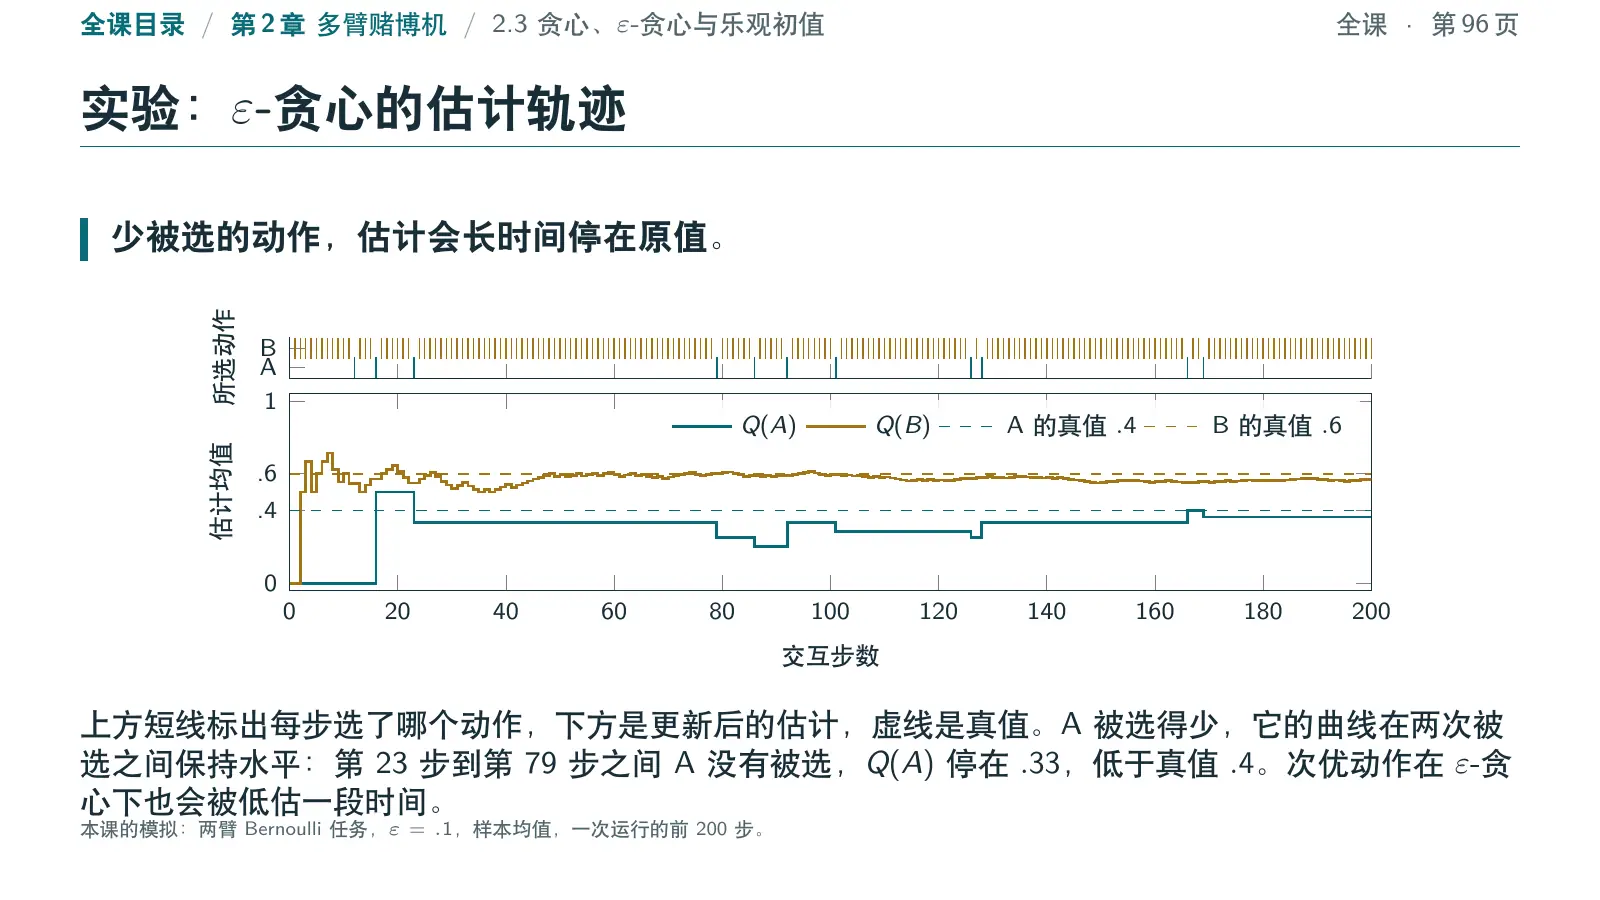 全课目录 / 第 2 章 多臂赌博机 / 2.3 贪心、ε-贪心与乐观初值
全课 · 第 96 页
实验：ε-贪心的估计轨迹
少被选的动作，估计会长时间停在原值。
所选动作
B
A
估计均值
1
.6
.4
0
Q(A) Q(B) A 的真值 .4 B 的真值 .6
0 20 40 60 80 100 120 140 160 180 200
交互步数
上方短线标出每步选了哪个动作，下方是更新后的估计，虚线是真值。A 被选得少，它的曲线在两次被
选之间保持水平：第 23 步到第 79 步之间 A 没有被选，Q(A) 停在 .33，低于真值 .4。次优动作在 ε-贪
心下也会被低估一段时间。
本课的模拟：两臂 Bernoulli 任务，ε = .1，样本均值，一次运行的前 200 步。